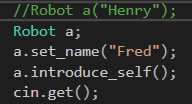 //Robot a("Henry");
Robot a;
a.set_name("Fred");
a.introduce_self();
cin.get();